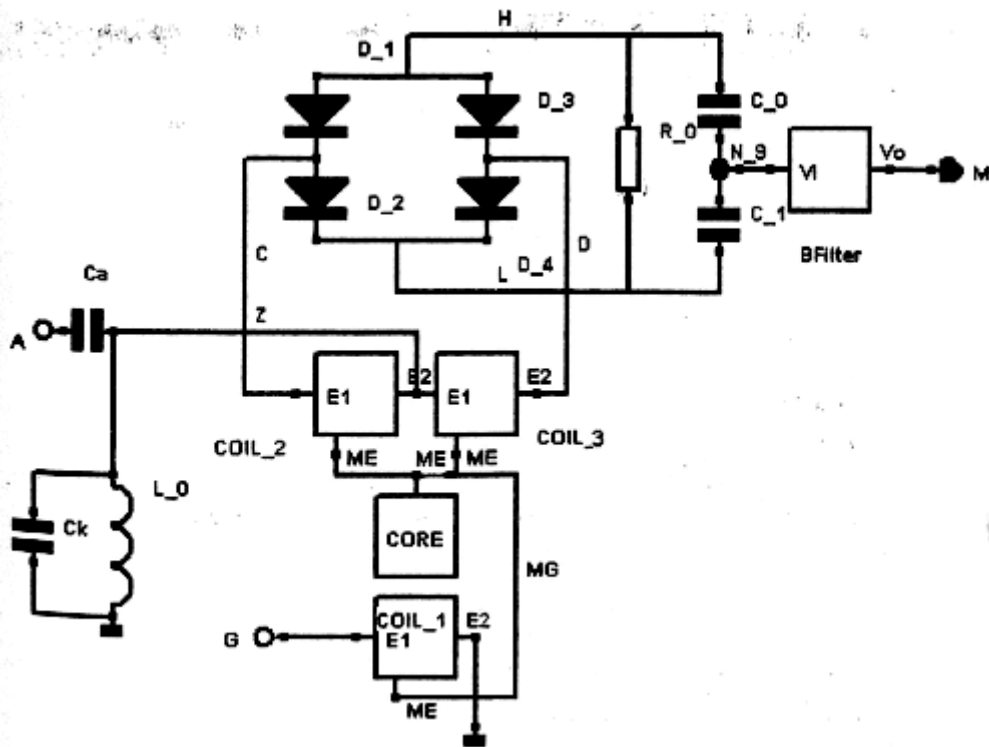 H
D_1
D_3
C_0
R_0
N_9
VI
Vo
M
D_2
C_1
BFilter
C
D
L
D_4
Ca
Z
A
E1
E2
E1
E2
COIL_2
COIL_3
ME
ME
ME
L_0
Ck
CORE
MG
COIL_1
E2
E1
G
ME